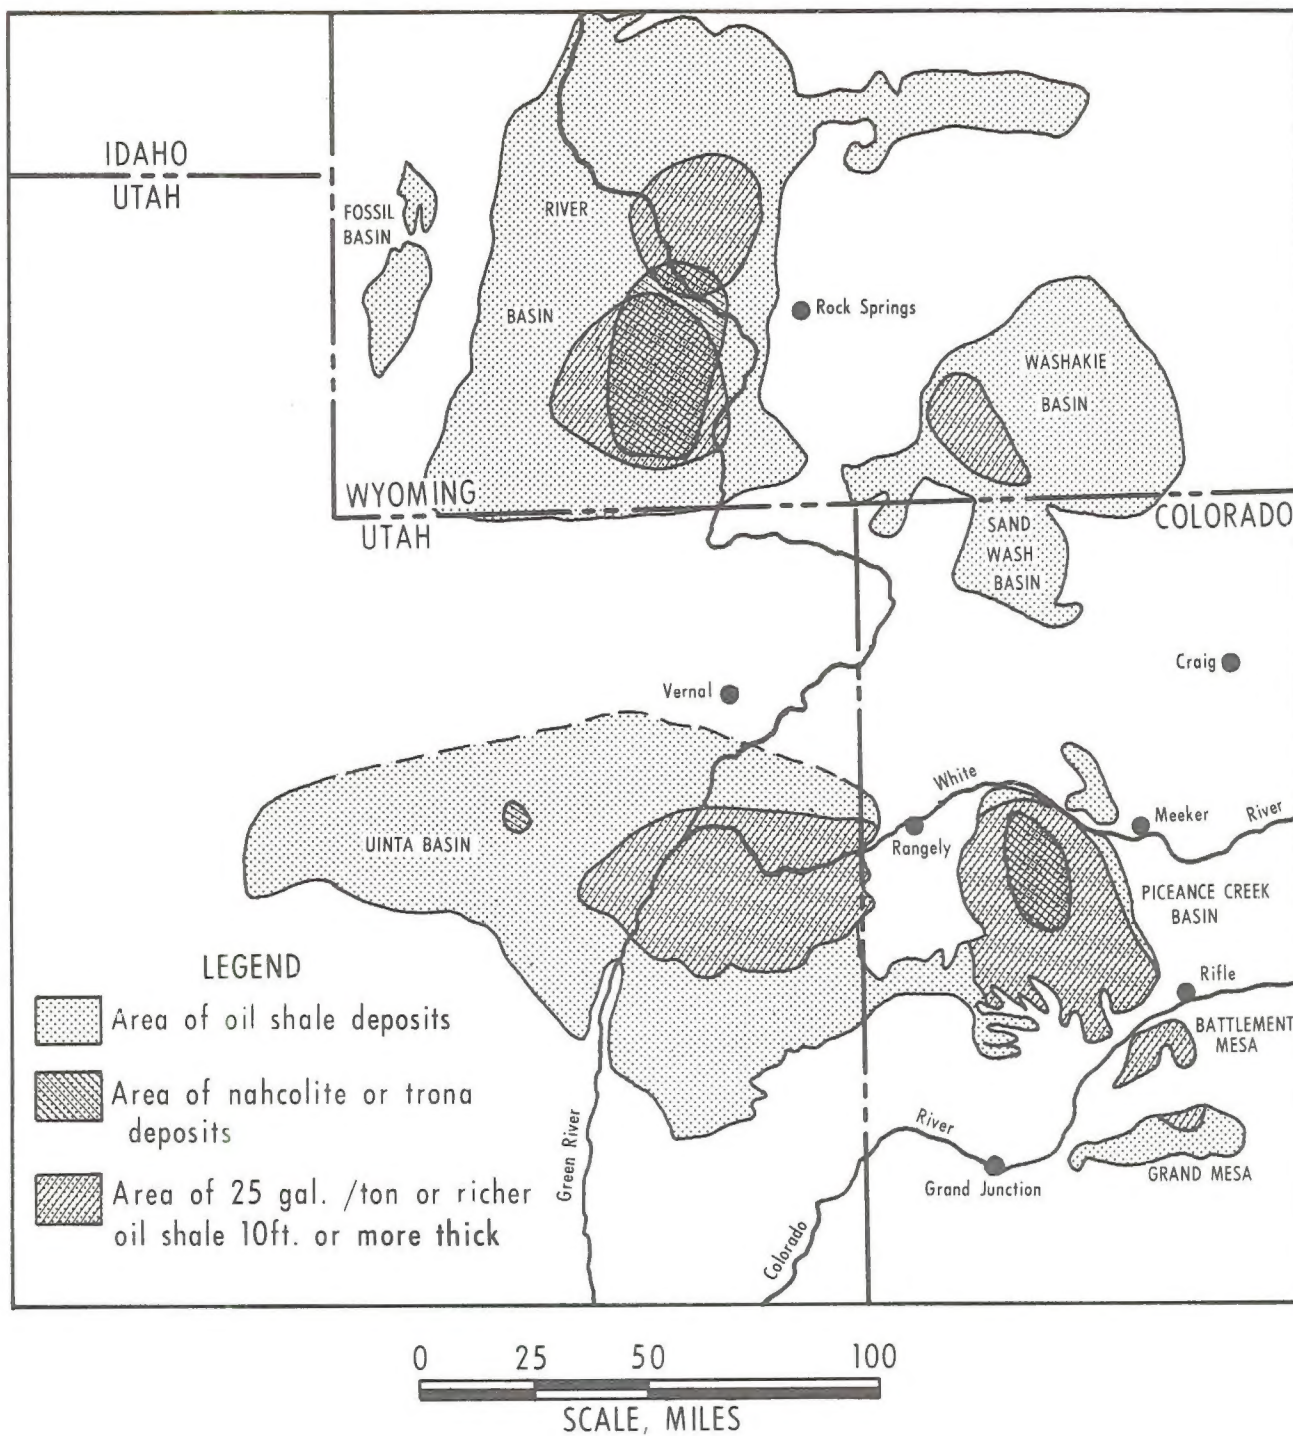 IDAHO
UTAH
FOSSIL
BASIN
RIVER
BASIN
Rock Springs
WASHAKIE
BASIN
WYOMING
UTAH
COLORADO
SAND
WASH
BASIN
Craig
Vernal
White
River
Meeker
Rangely
UINTA BASIN
PICEANCE CREEK
BASIN
Rifle
BATTLEMENT
MESA
GRAND MESA
River
Grand Junction
Colorado
Green River
LEGEND
Area of oil shale deposits
Area of nahcolite or trona
deposits
Area of 25 gal. /ton or richer
oil shale 10ft. or more thick
0 25 50 100
SCALE, MILES